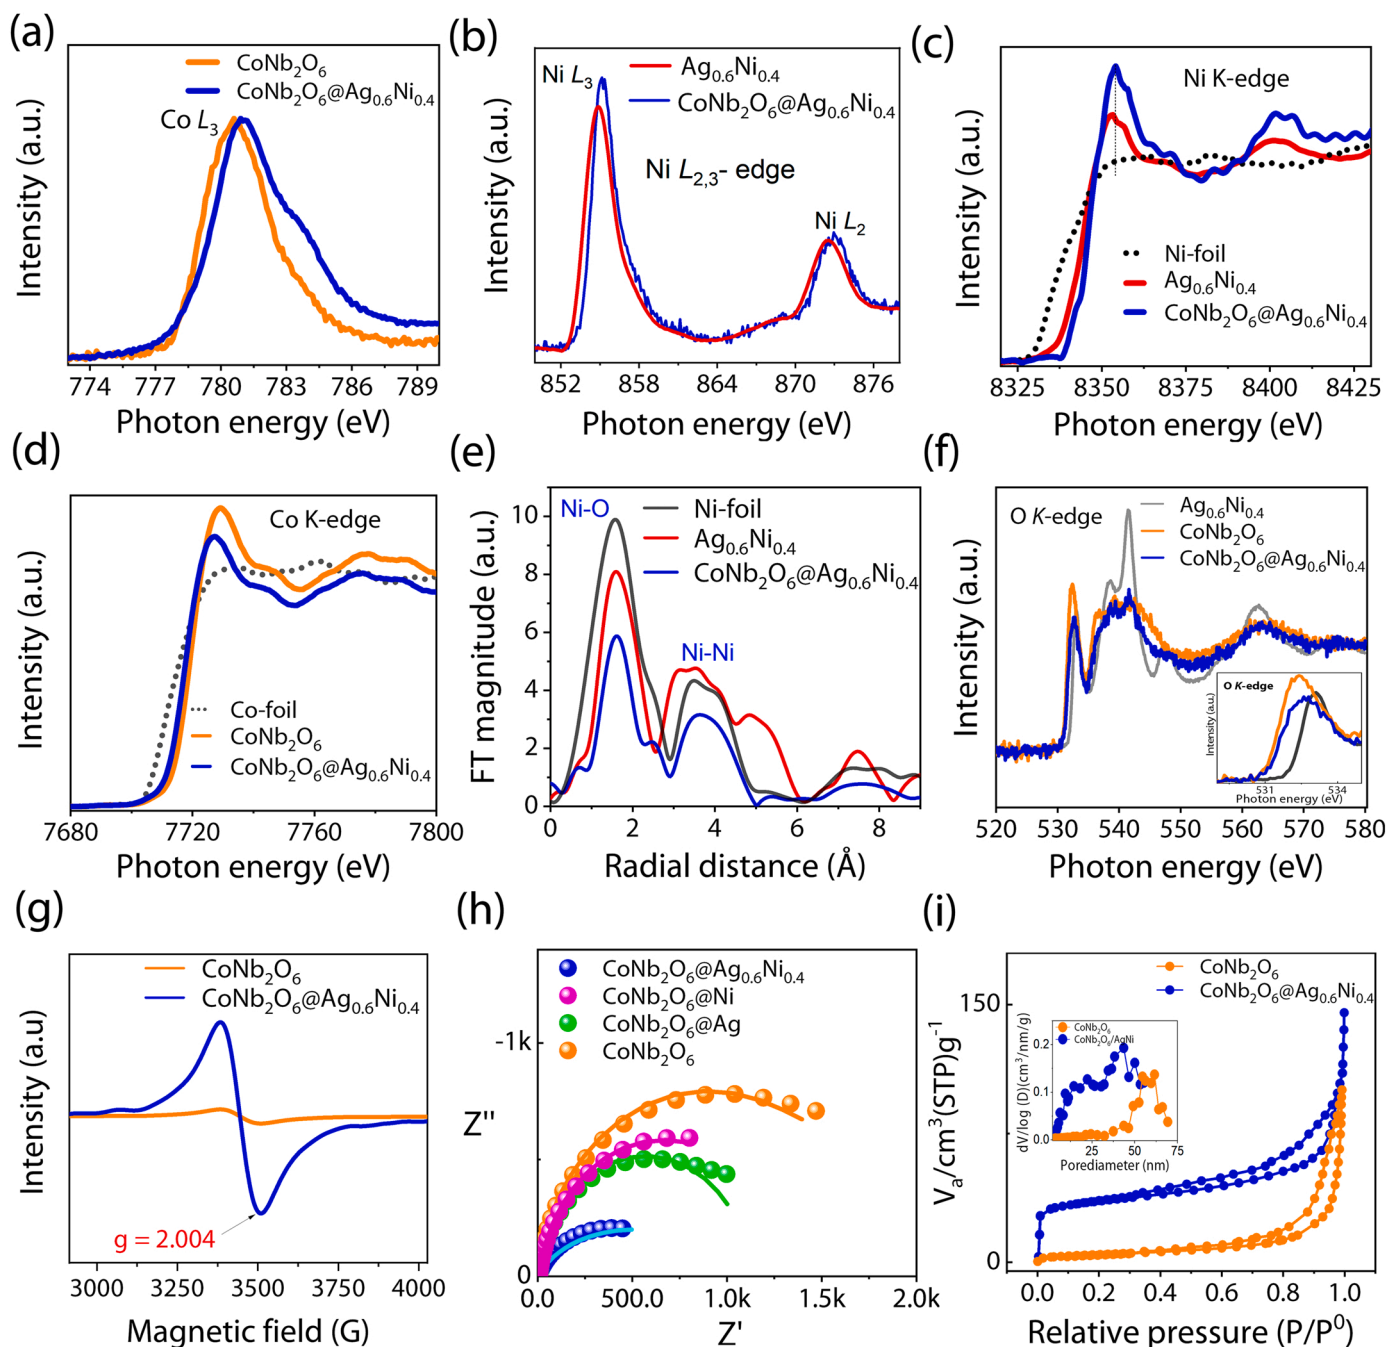 (a)
CoNb₂O₆
CoNb₂O₆@Ag₀.₆Ni₀.₄
Co L₃
Intensity (a.u.)
774 777 780 783 786 789
Photon energy (eV)
(b)
Ni L₃
Ag₀.₆Ni₀.₄
CoNb₂O₆@Ag₀.₆Ni₀.₄
Ni L₂,₃- edge
Ni L₂
Intensity (a.u.)
852 858 864 870 876
Photon energy (eV)
(c)
Ni K-edge
Ni-foil
Ag₀.₆Ni₀.₄
CoNb₂O₆@Ag₀.₆Ni₀.₄
Intensity (a.u.)
8325 8350 8375 8400 8430
Photon energy (eV)
(d)
Co K-edge
Co-foil
CoNb₂O₆
CoNb₂O₆@Ag₀.₆Ni₀.₄
Intensity (a.u.)
7680 7720 7760 7800
Photon energy (eV)
(e)
Ni-O
Ni-foil
Ag₀.₆Ni₀.₄
CoNb₂O₆@Ag₀.₆Ni₀.₄
Ni-Ni
FT magnitude (a.u.)
10
8
6
4
2
0
0 2 4 6 8
Radial distance (Å)
(f)
O K-edge
Ag₀.₆Ni₀.₄
CoNb₂O₆
CoNb₂O₆@Ag₀.₆Ni₀.₄
Intensity (a.u.)
O K-edge
Intensity (a.u.)
531 534
Photon energy (eV)
520 530 540 550 560 570 580
Photon energy (eV)
(g)
CoNb₂O₆
CoNb₂O₆@Ag₀.₆Ni₀.₄
Intensity (a.u)
g = 2.004
3000 3250 3500 3750 4000
Magnetic field (G)
(h)
CoNb₂O₆@Ag₀.₆Ni₀.₄
CoNb₂O₆@Ni
CoNb₂O₆@Ag
CoNb₂O₆
-1k
Z''
-0
0.0 500.0 1.0k 1.5k 2.0k
Z'
(i)
CoNb₂O₆
CoNb₂O₆@Ag₀.₆Ni₀.₄
150
0
Vₐ/cm³(STP)g⁻¹
CoNb₂O₆
CoNb₂O₆/AgNi
0.2
0.1
0.0
dV/log (D)(cm³/nm/g)
25 50 75
Porediameter (nm)
0.0 0.2 0.4 0.6 0.8 1.0
Relative pressure (P/P⁰)